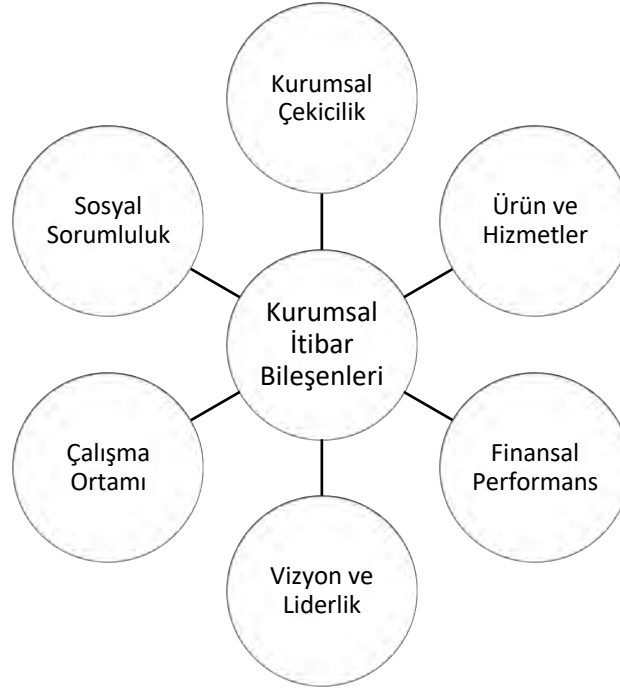 Kurumsal
Çekicilik
Sosyal
Sorumluluk
Ürün ve
Hizmetler
Kurumsal
İtibar
Bileşenleri
Çalışma
Ortamı
Finansal
Performans
Vizyon ve
Liderlik